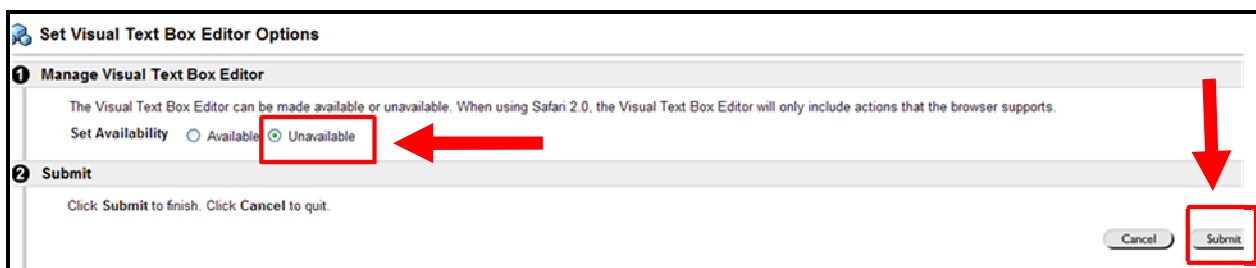 Set Visual Text Box Editor Options
1 Manage Visual Text Box Editor
The Visual Text Box Editor can be made available or unavailable. When using Safari 2.0, the Visual Text Box Editor will only include actions that the browser supports.
Set Availability Available Unavailable
2 Submit
Click Submit to finish. Click Cancel to quit.
Cancel Submit